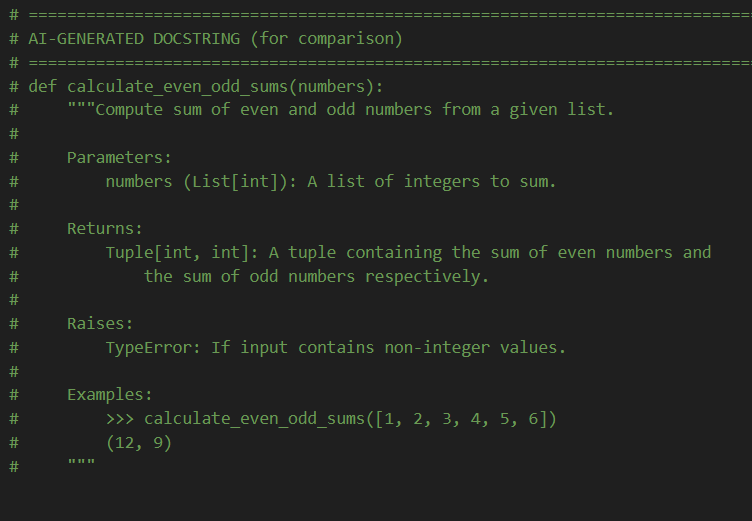 # ===========================================================================
# AI-GENERATED DOCSTRING (for comparison)
# ===========================================================================
# def calculate_even_odd_sums(numbers):
#     """Compute sum of even and odd numbers from a given list.
#
#     Parameters:
#         numbers (List[int]): A list of integers to sum.
#
#     Returns:
#         Tuple[int, int]: A tuple containing the sum of even numbers and
#             the sum of odd numbers respectively.
#
#     Raises:
#         TypeError: If input contains non-integer values.
#
#     Examples:
#         >>> calculate_even_odd_sums([1, 2, 3, 4, 5, 6])
#         (12, 9)
#     """